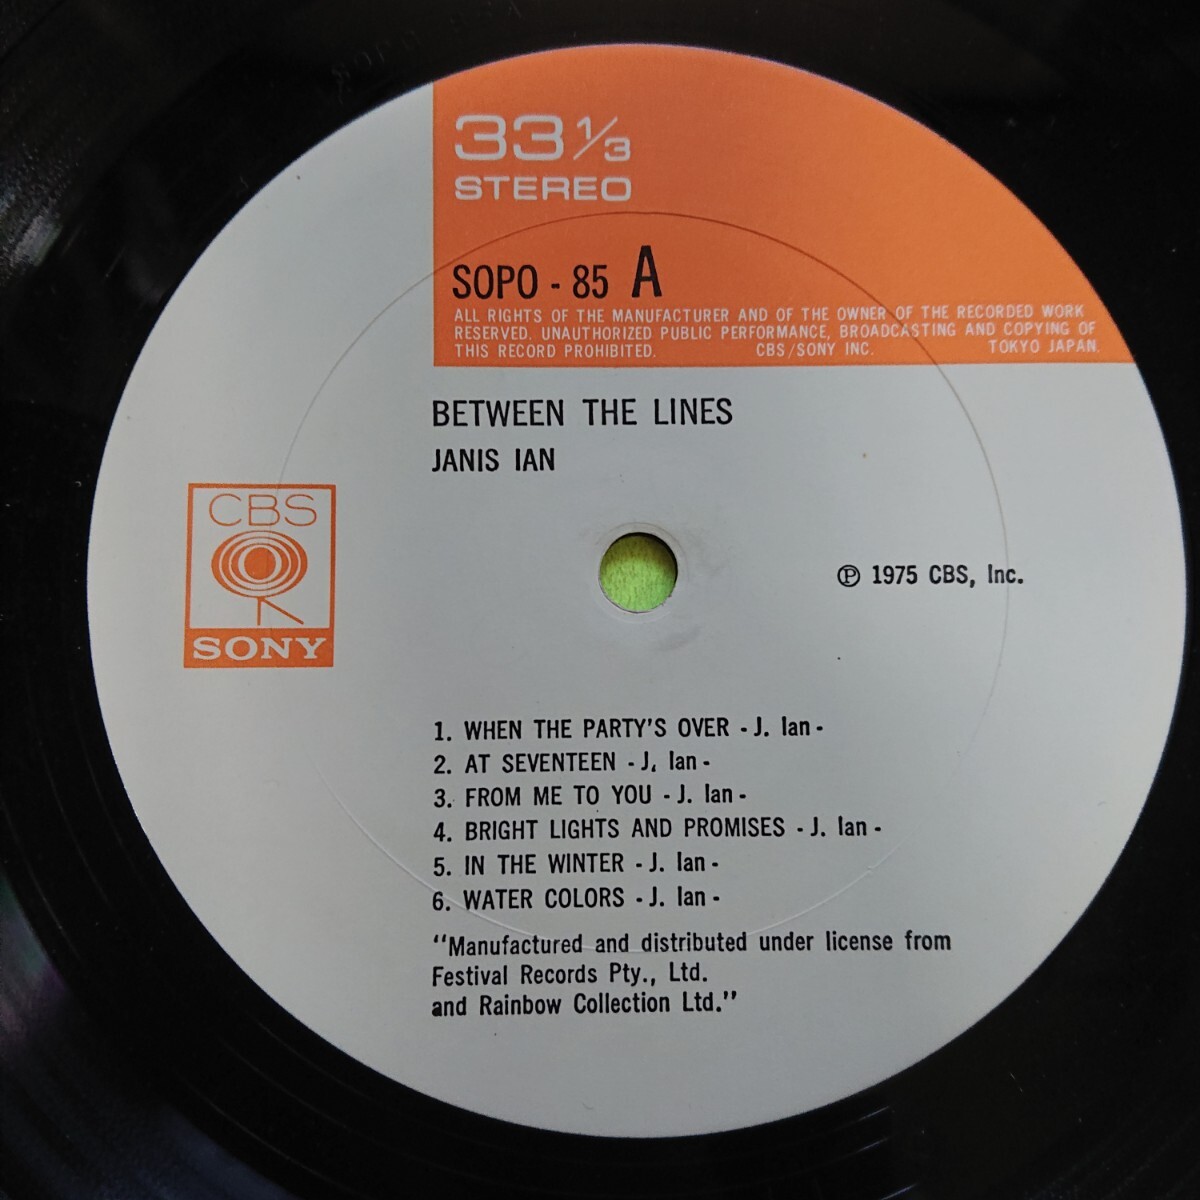 33 1/3
STEREO
SOPO - 85 A
ALL RIGHTS OF THE MANUFACTURER AND OF THE OWNER OF THE RECORDED WORK
RESERVED. UNAUTHORIZED PUBLIC PERFORMANCE, BROADCASTING AND COPYING OF
THIS RECORD PROHIBITED. CBS/SONY INC. TOKYO JAPAN.
BETWEEN THE LINES
JANIS IAN
CBS
SONY
℗ 1975 CBS, Inc.
1. WHEN THE PARTY'S OVER - J. Ian -
2. AT SEVENTEEN - J. Ian -
3. FROM ME TO YOU - J. Ian -
4. BRIGHT LIGHTS AND PROMISES - J. Ian -
5. IN THE WINTER - J. Ian -
6. WATER COLORS - J. Ian -
"Manufactured and distributed under license from
Festival Records Pty., Ltd.
and Rainbow Collection Ltd."